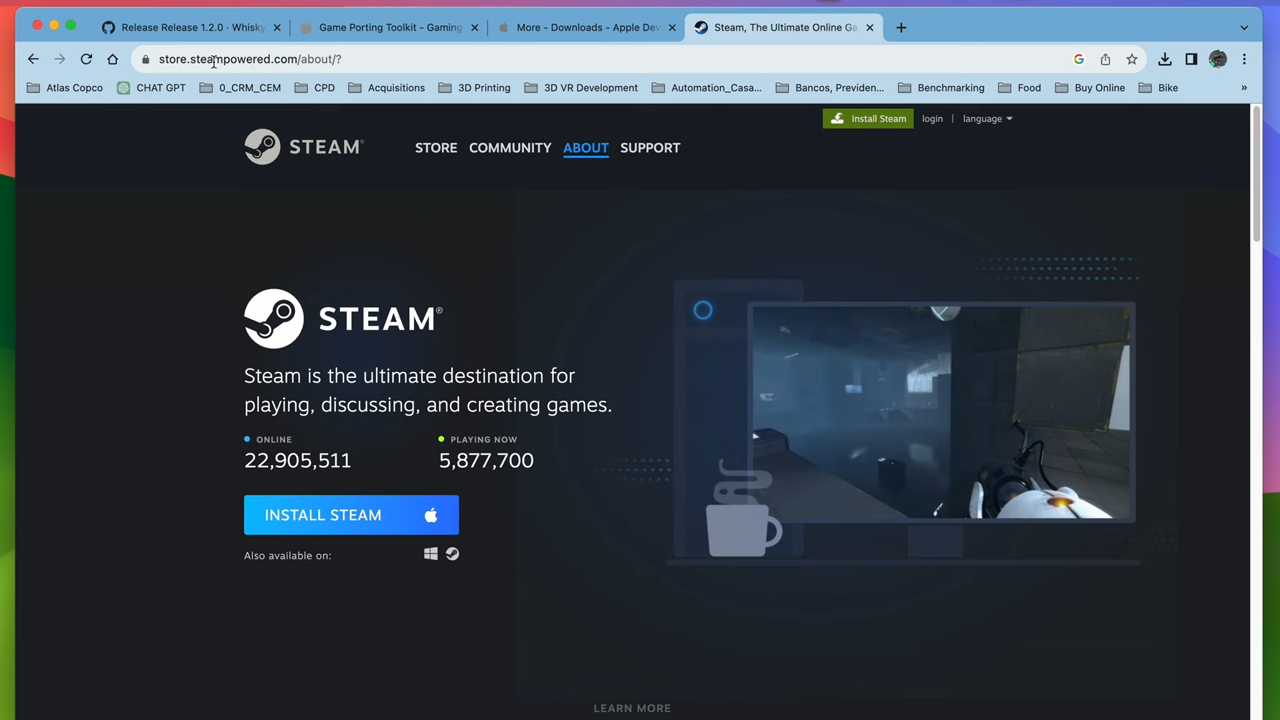 Release Release 1.2.0 · Whisky
Game Porting Toolkit - Gaming
More - Downloads - Apple Dev
Steam, The Ultimate Online Ga
store.steampowered.com/about/?
Atlas Copco
CHAT GPT
0_CRM_CEM
CPD
Acquisitions
3D Printing
3D VR Development
Automation_Casa...
Bancos, Previden...
Benchmarking
Food
Buy Online
Bike
»
Install Steam
login
|
language
STEAM®
STORE
COMMUNITY
ABOUT
SUPPORT
STEAM®
Steam is the ultimate destination for
playing, discussing, and creating games.
ONLINE
PLAYING NOW
22,905,511
5,877,700
INSTALL STEAM
Also available on:
LEARN MORE